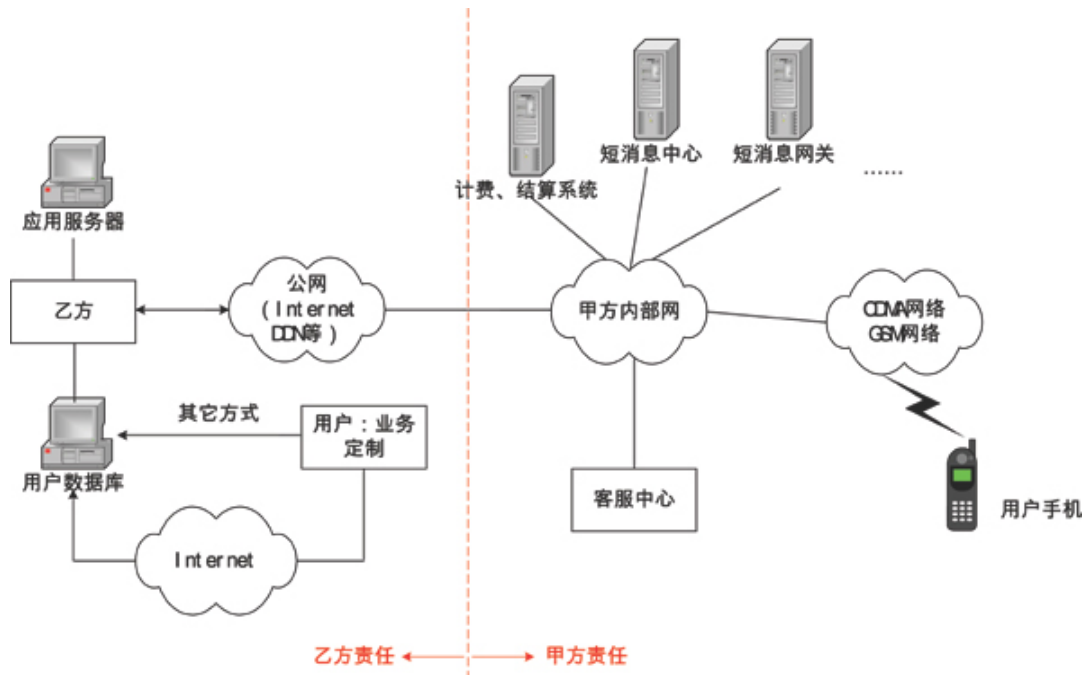 短消息中心
短消息网关
……
计费、结算系统
应用服务器
乙方
公网
（Internet
DDN等）
甲方内部网
CDMA网络
GSM网络
其它方式
用户：业务
定制
用户数据库
客服中心
用户手机
Internet
乙方责任
甲方责任